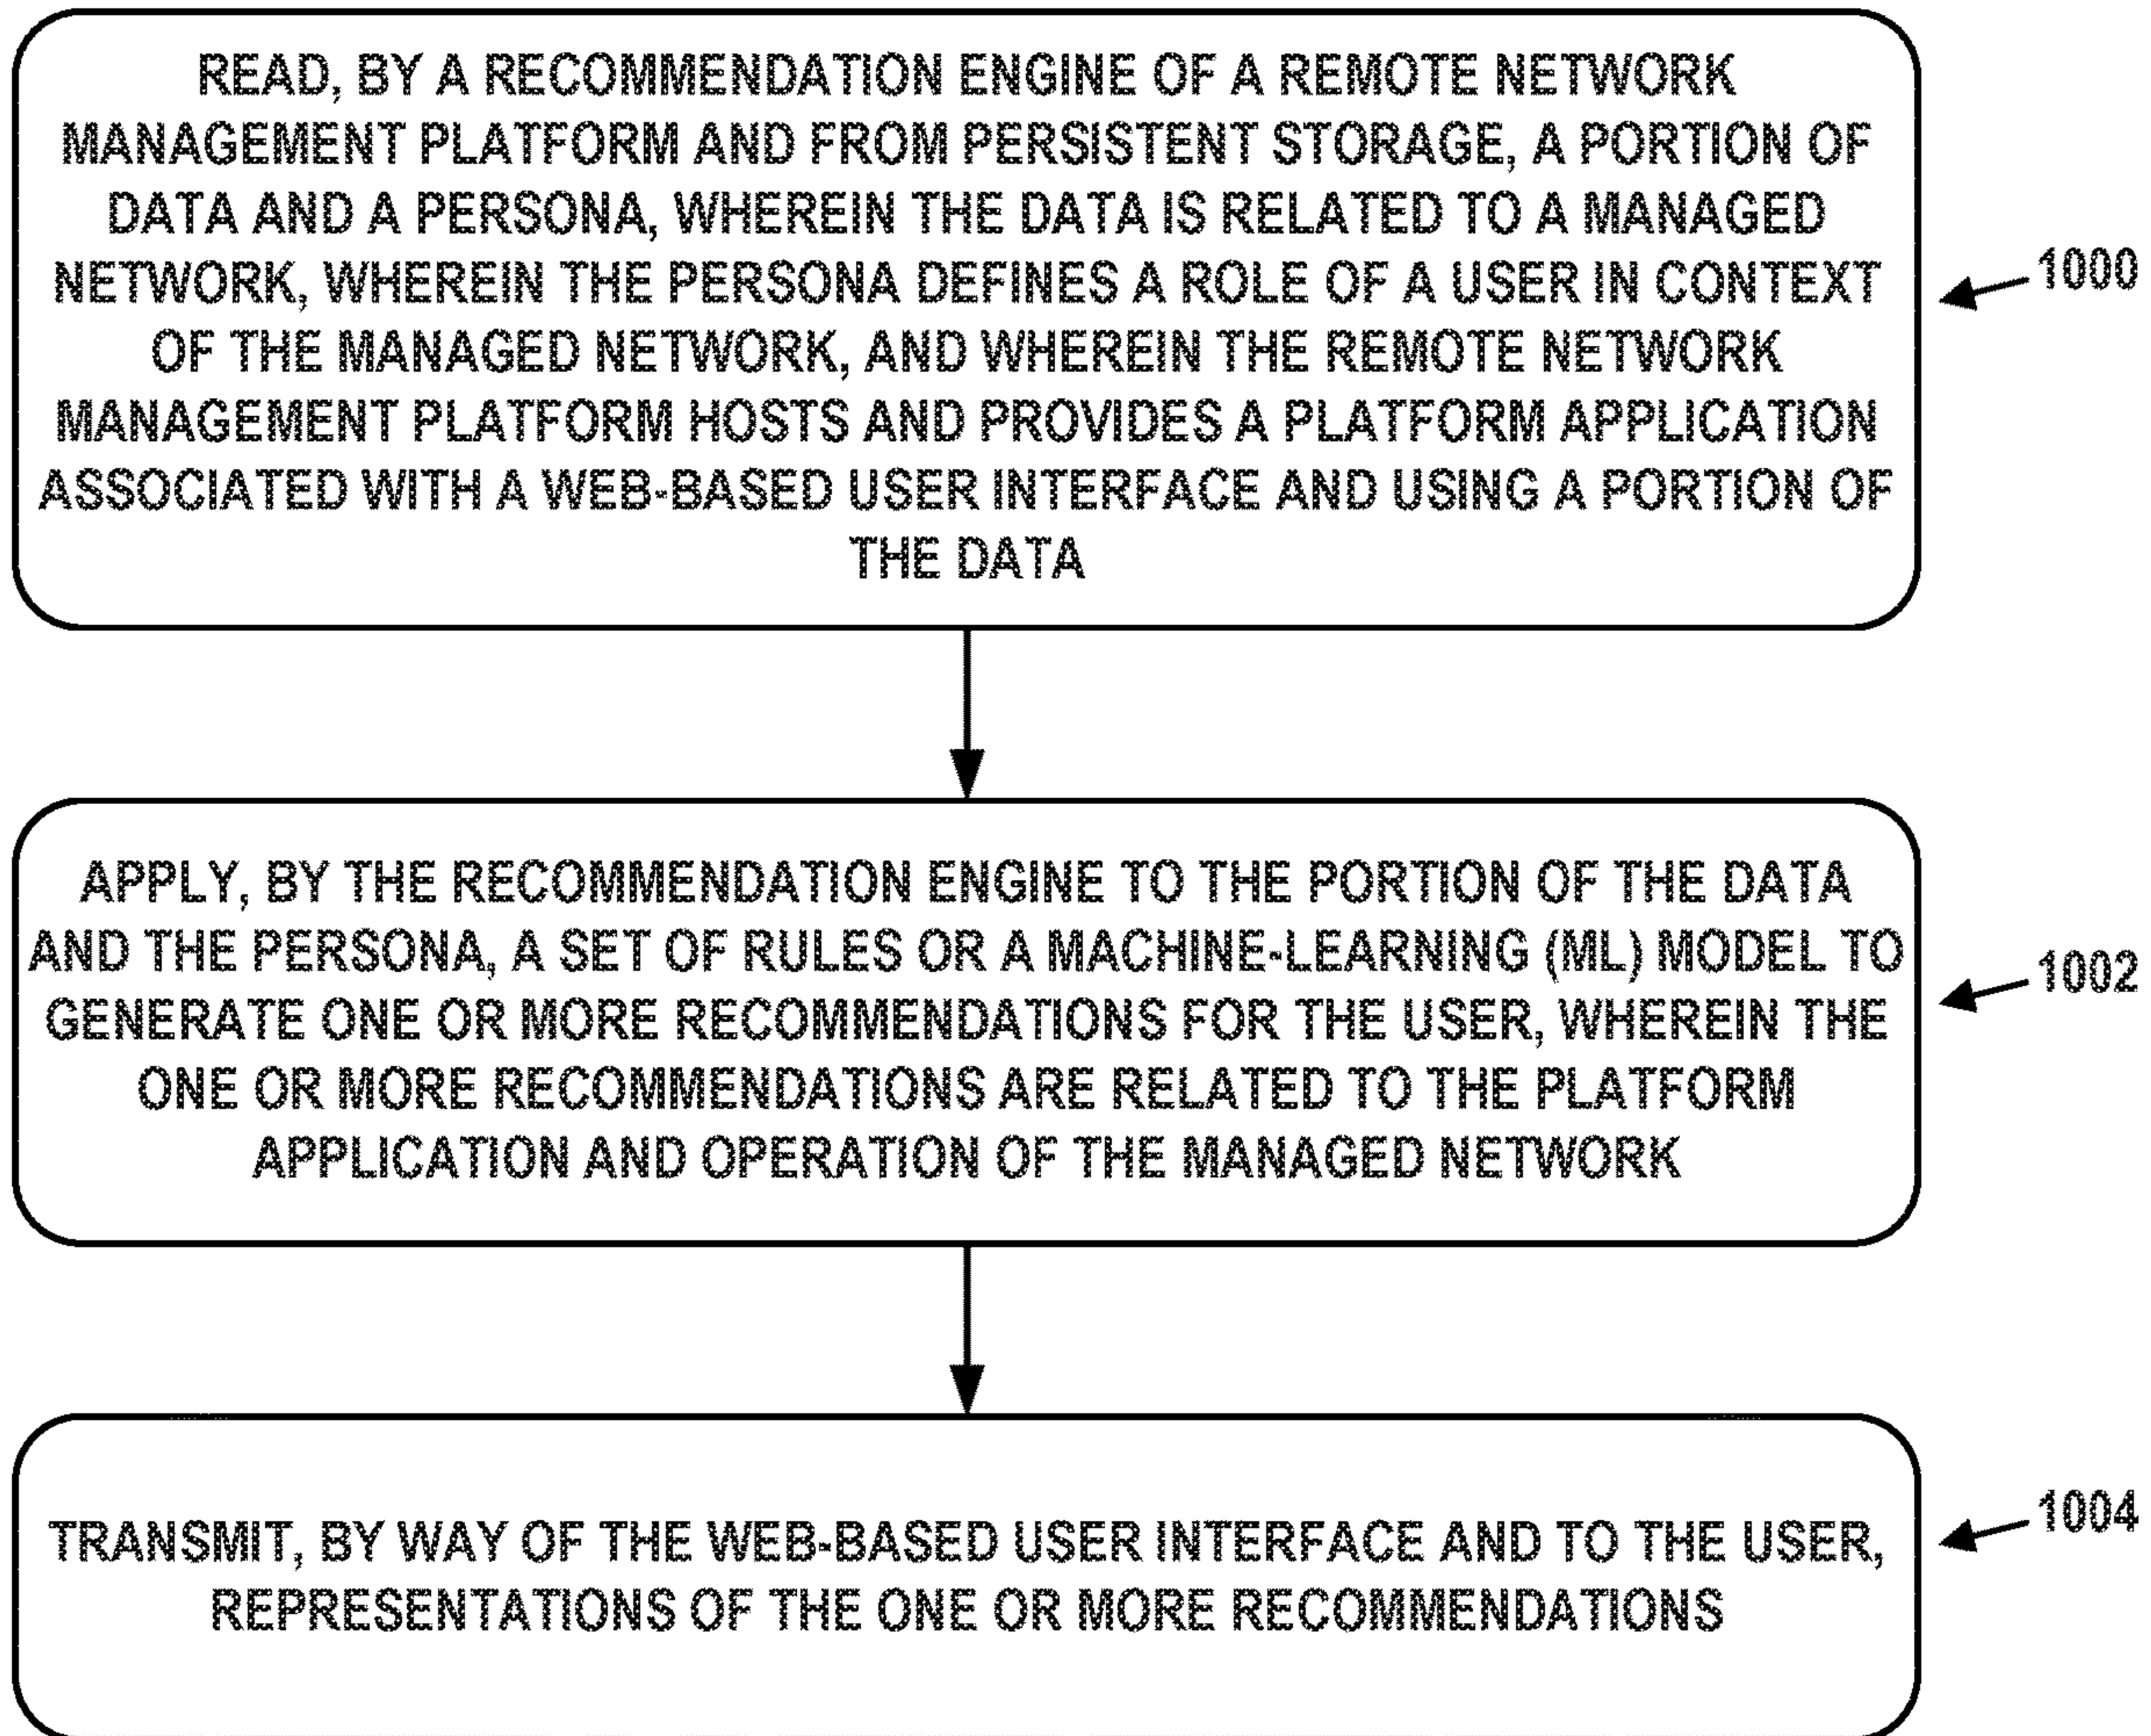 READ, BY A RECOMMENDATION ENGINE OF A REMOTE NETWORK
MANAGEMENT PLATFORM AND FROM PERSISTENT STORAGE, A PORTION OF
DATA AND A PERSONA, WHEREIN THE DATA IS RELATED TO A MANAGED
NETWORK, WHEREIN THE PERSONA DEFINES A ROLE OF A USER IN CONTEXT
OF THE MANAGED NETWORK, AND WHEREIN THE REMOTE NETWORK
MANAGEMENT PLATFORM HOSTS AND PROVIDES A PLATFORM APPLICATION
ASSOCIATED WITH A WEB-BASED USER INTERFACE AND USING A PORTION OF
THE DATA
1000
APPLY, BY THE RECOMMENDATION ENGINE TO THE PORTION OF THE DATA
AND THE PERSONA, A SET OF RULES OR A MACHINE-LEARNING (ML) MODEL TO
GENERATE ONE OR MORE RECOMMENDATIONS FOR THE USER, WHEREIN THE
ONE OR MORE RECOMMENDATIONS ARE RELATED TO THE PLATFORM
APPLICATION AND OPERATION OF THE MANAGED NETWORK
1002
TRANSMIT, BY WAY OF THE WEB-BASED USER INTERFACE AND TO THE USER,
REPRESENTATIONS OF THE ONE OR MORE RECOMMENDATIONS
1004